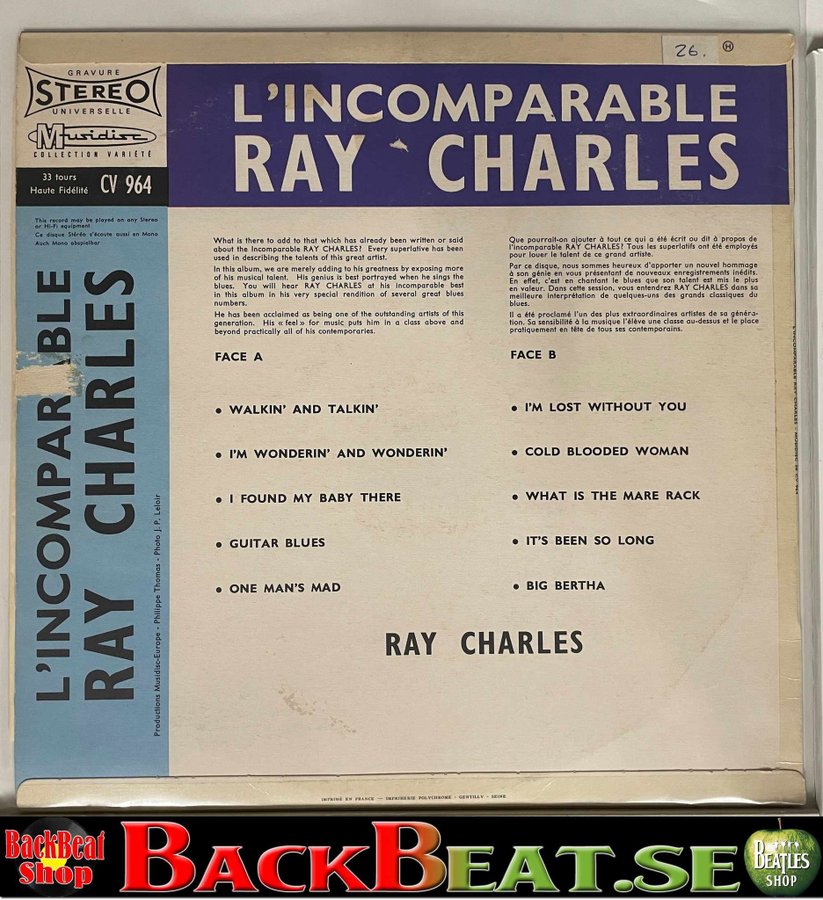 26. H
GRAVURE
STEREO
UNIVERSELLE
Musidisc
COLLECTION VARIÉTÉ
33 tours
Haute Fidélité CV 964
L'INCOMPARABLE
RAY CHARLES
This record may be played on any Stereo
or Hi-Fi equipment
Ce disque Stéréo s'écoute aussi en Mono
Auch Mono abspielbar
L'INCOMPARABLE
RAY CHARLES
Productions Musidisc-Europe - Philippe Thomas - Photo J. P. Leloir
What is there to add to that which has already been written or said
about the Incomparable RAY CHARLES? Every superlative has been
used in describing the talents of this great artist.
In this album, we are merely adding to his greatness by exposing more
of his musical talent. His genius is best portrayed when he sings the
blues. You will hear RAY CHARLES at his incomparable best
in this album in his very special rendition of several great blues
numbers.
He has been acclaimed as being one of the outstanding artists of this
generation. His « feel » for music puts him in a class above and
beyond practically all of his contemporaries.
Que pourrait-on ajouter à tout ce qui a été écrit ou dit à propos de
l'incomparable RAY CHARLES? Tous les superlatifs ont été employés
pour louer le talent de ce grand artiste.
Par ce disque, nous sommes heureux d'apporter un nouvel hommage
à son génie en vous présentant de nouveaux enregistrements inédits.
En effet, c'est en chantant le blues que son talent est mis le plus
en valeur. Dans cette session, vous entendrez RAY CHARLES dans sa
meilleure interprétation de quelques-uns des grands classiques du
blues.
Il a été proclamé l'un des plus extraordinaires artistes de sa généra-
tion. Sa sensibilité à la musique l'élève une classe au-dessus et le place
pratiquement en tête de tous ses contemporains.
FACE A
• WALKIN' AND TALKIN'
• I'M WONDERIN' AND WONDERIN'
• I FOUND MY BABY THERE
• GUITAR BLUES
• ONE MAN'S MAD
FACE B
• I'M LOST WITHOUT YOU
• COLD BLOODED WOMAN
• WHAT IS THE MARE RACK
• IT'S BEEN SO LONG
• BIG BERTHA
RAY CHARLES
IMPRIMÉ EN FRANCE — IMPRIMERIE POLYCHROME - GENTILLY - SEINE
BackBeat
Shop
BACKBEAT.SE
BEATLES
SHOP